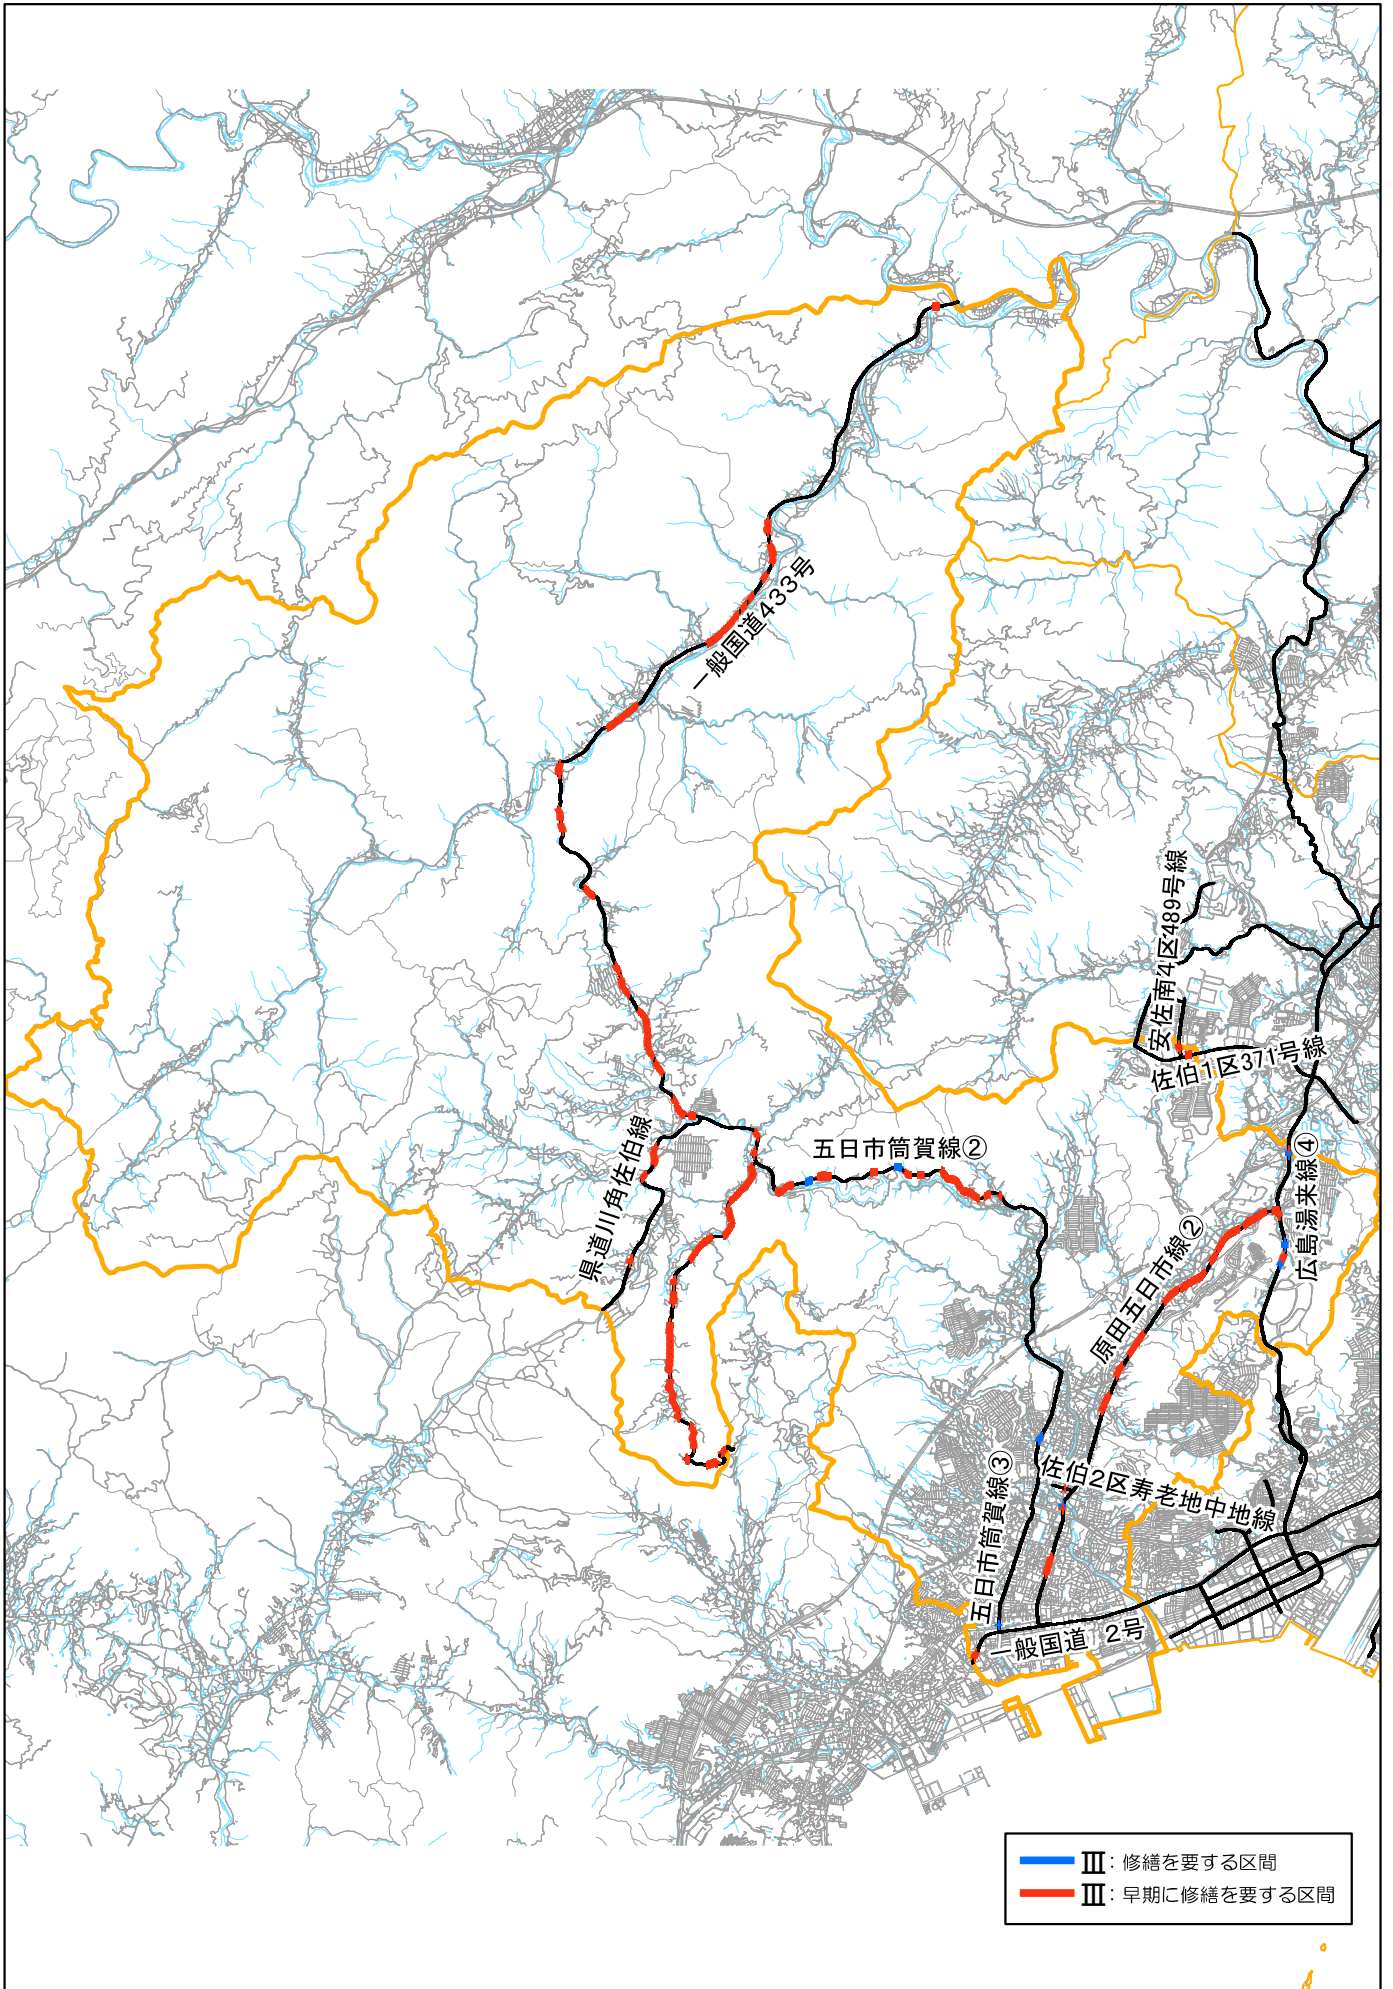 一般国道433号
安佐南4区489号線
佐伯1区371号線
五日市筒賀線②
県道川角佐伯線
広島湯来線④
原田五日市線②
佐伯2区寿老地中地線
五日市筒賀線③
一般国道 2号
Ⅲ：修繕を要する区間
Ⅲ：早期に修繕を要する区間